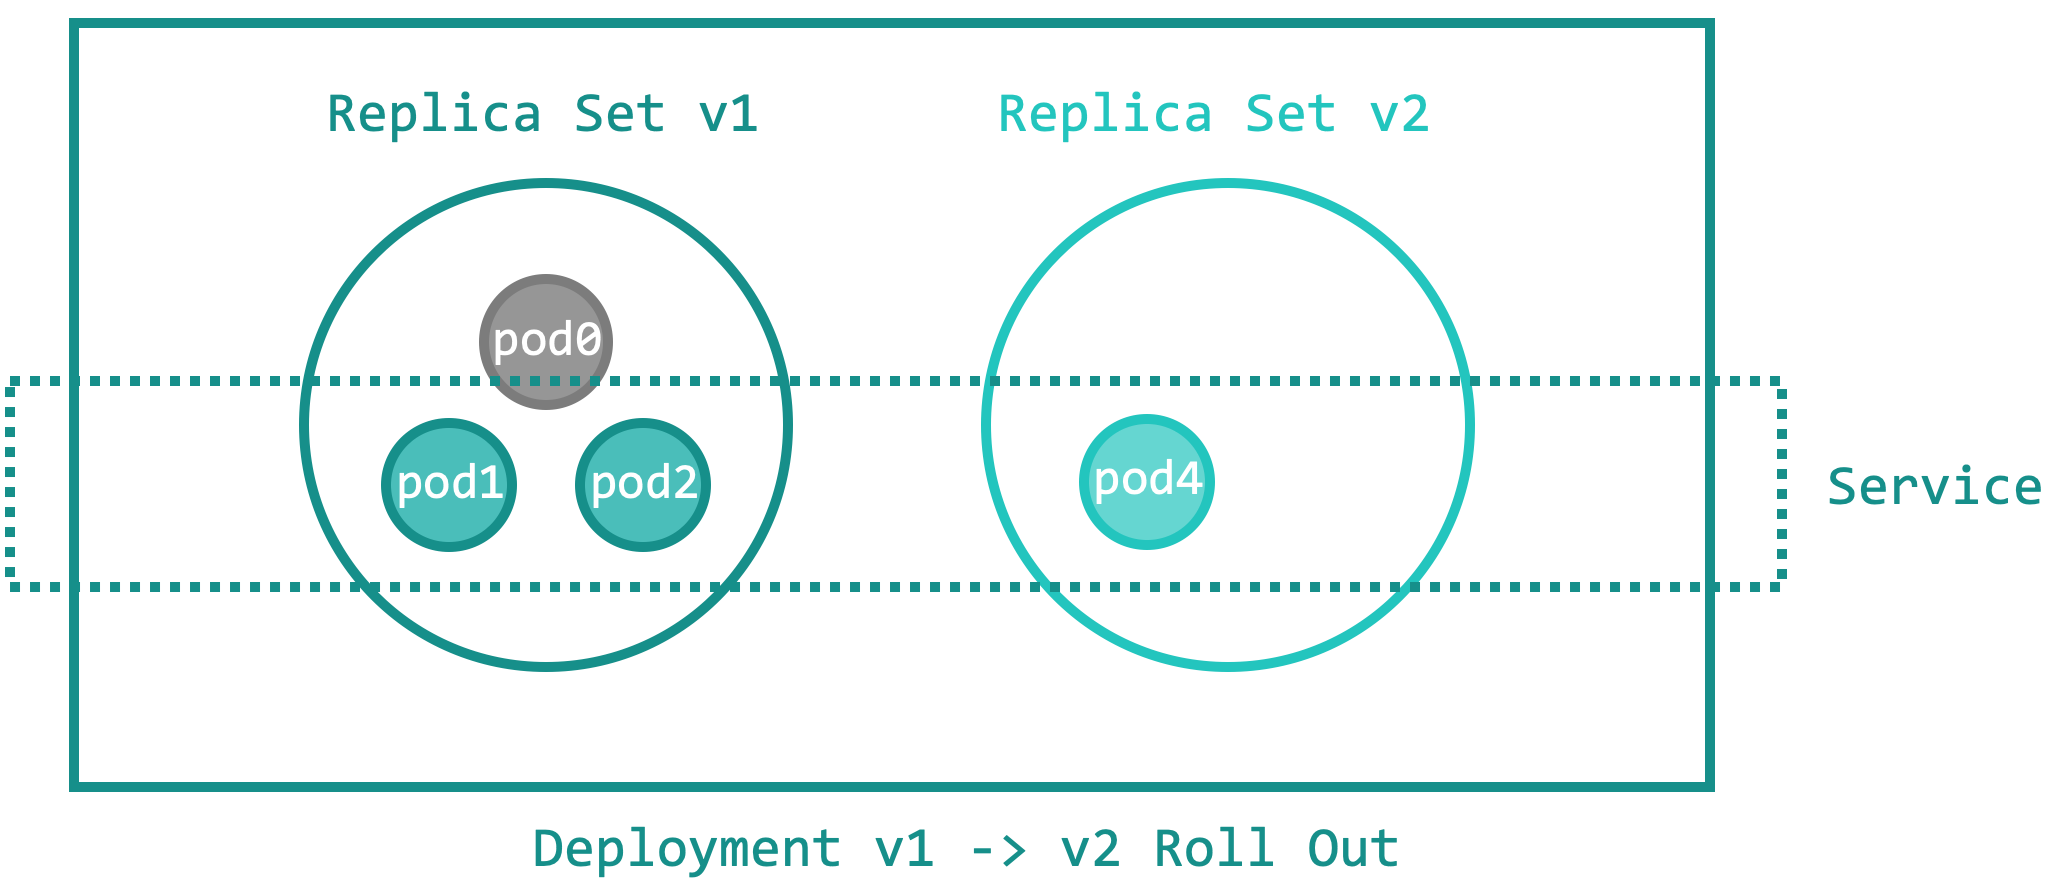 Replica Set v1
Replica Set v2
pod0
pod1
pod2
pod4
Service
Deployment v1 -> v2 Roll Out